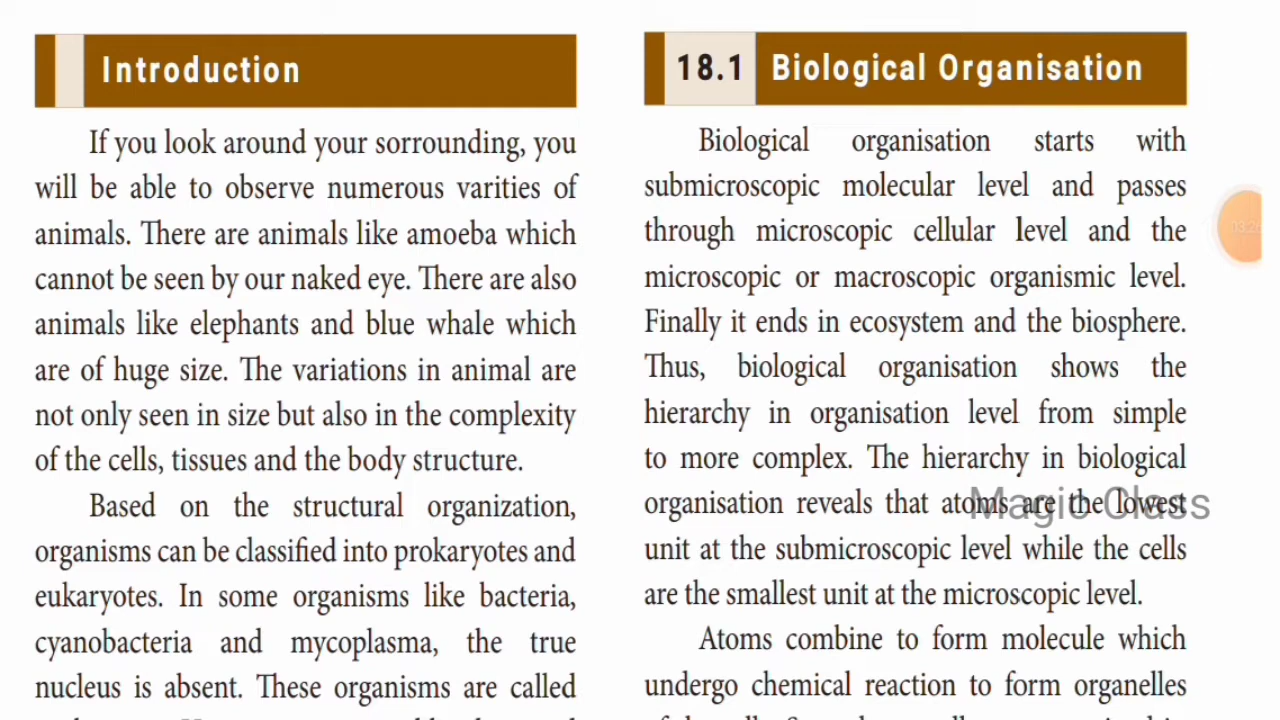 Introduction
If you look around your sorrounding, you
will be able to observe numerous varities of
animals. There are animals like amoeba which
cannot be seen by our naked eye. There are also
animals like elephants and blue whale which
are of huge size. The variations in animal are
not only seen in size but also in the complexity
of the cells, tissues and the body structure.
Based on the structural organization,
organisms can be classified into prokaryotes and
eukaryotes. In some organisms like bacteria,
cyanobacteria and mycoplasma, the true
nucleus is absent. These organisms are called
18.1 Biological Organisation
Biological organisation starts with
submicroscopic molecular level and passes
through microscopic cellular level and the
microscopic or macroscopic organismic level.
Finally it ends in ecosystem and the biosphere.
Thus, biological organisation shows the
hierarchy in organisation level from simple
to more complex. The hierarchy in biological
organisation reveals that atoms are the lowest
unit at the submicroscopic level while the cells
are the smallest unit at the microscopic level.
Atoms combine to form molecule which
undergo chemical reaction to form organelles
Magic Class